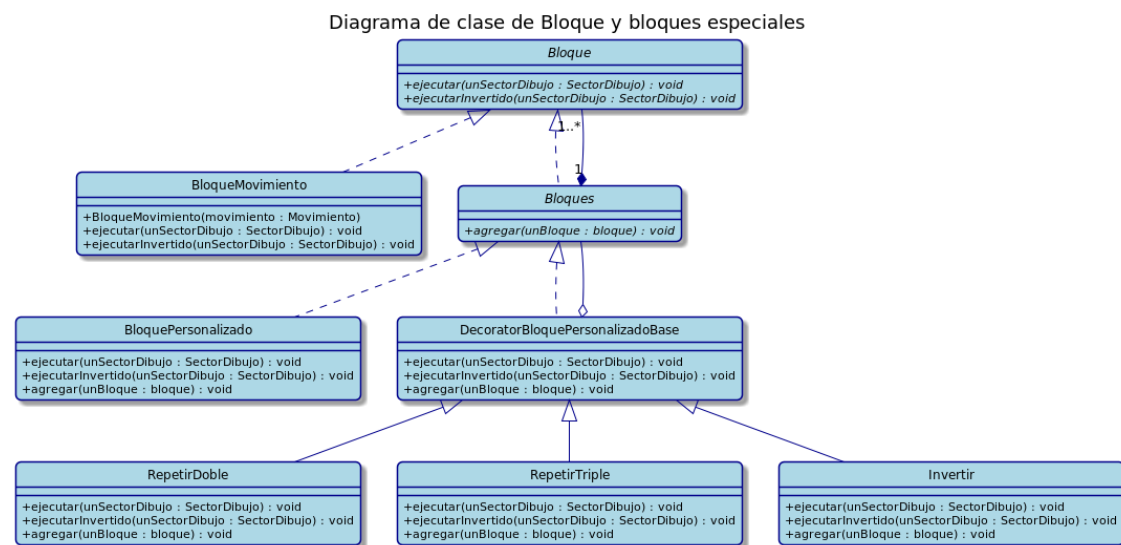 Diagrama de clase de Bloque y bloques especiales
Bloque
+ejecutar(unSectorDibujo : SectorDibujo) : void
+ejecutarInvertido(unSectorDibujo : SectorDibujo) : void
1..*
1
BloqueMovimiento
+BloqueMovimiento(movimiento : Movimiento)
+ejecutar(unSectorDibujo : SectorDibujo) : void
+ejecutarInvertido(unSectorDibujo : SectorDibujo) : void
Bloques
+agregar(unBloque : bloque) : void
BloquePersonalizado
+ejecutar(unSectorDibujo : SectorDibujo) : void
+ejecutarInvertido(unSectorDibujo : SectorDibujo) : void
+agregar(unBloque : bloque) : void
DecoratorBloquePersonalizadoBase
+ejecutar(unSectorDibujo : SectorDibujo) : void
+ejecutarInvertido(unSectorDibujo : SectorDibujo) : void
+agregar(unBloque : bloque) : void
RepetirDoble
+ejecutar(unSectorDibujo : SectorDibujo) : void
+ejecutarInvertido(unSectorDibujo : SectorDibujo) : void
+agregar(unBloque : bloque) : void
RepetirTriple
+ejecutar(unSectorDibujo : SectorDibujo) : void
+ejecutarInvertido(unSectorDibujo : SectorDibujo) : void
+agregar(unBloque : bloque) : void
Invertir
+ejecutar(unSectorDibujo : SectorDibujo) : void
+ejecutarInvertido(unSectorDibujo : SectorDibujo) : void
+agregar(unBloque : bloque) : void